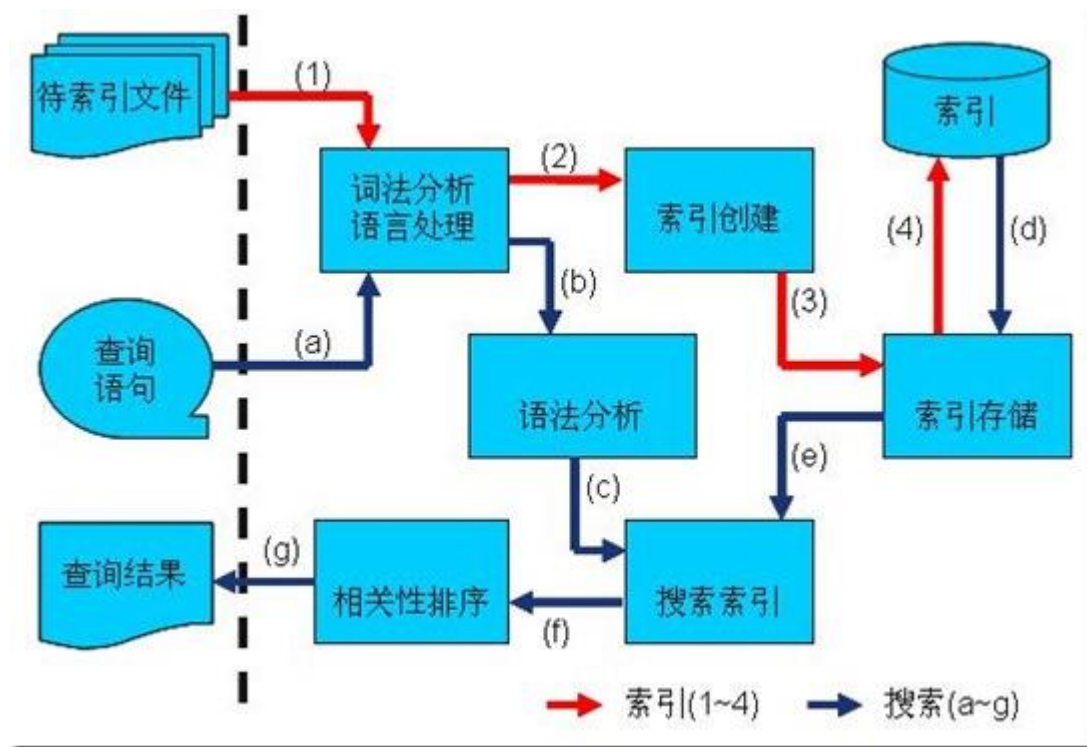 待索引文件
(1)
索引
词法分析
语言处理
(2)
索引创建
(4)
(d)
(b)
(3)
查询
语句
(a)
语法分析
索引存储
(e)
(c)
查询结果
(g)
相关性排序
(f)
搜索索引
索引(1~4)
搜索(a~g)